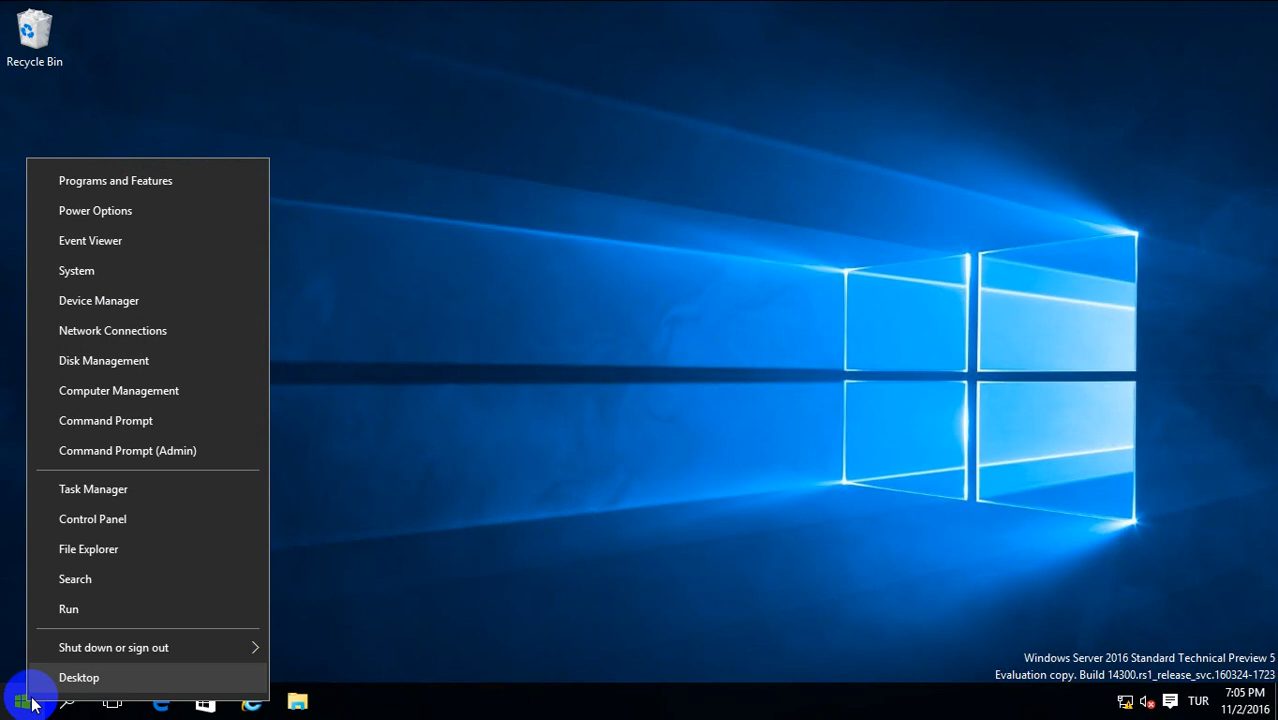 Recycle Bin
Programs and Features
Power Options
Event Viewer
System
Device Manager
Network Connections
Disk Management
Computer Management
Command Prompt
Command Prompt (Admin)
Task Manager
Control Panel
File Explorer
Search
Run
Shut down or sign out
Desktop
Windows Server 2016 Standard Technical Preview 5
Evaluation copy. Build 14300.rs1_release_svc.160324-1723
TUR
7:05 PM
11/2/2016